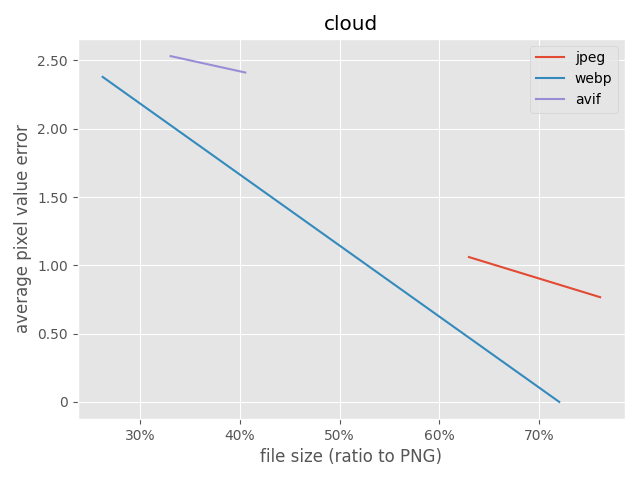 cloud
jpeg
webp
avif
average pixel value error
2.50
2.00
1.50
1.00
0.50
0
30%
40%
50%
60%
70%
file size (ratio to PNG)